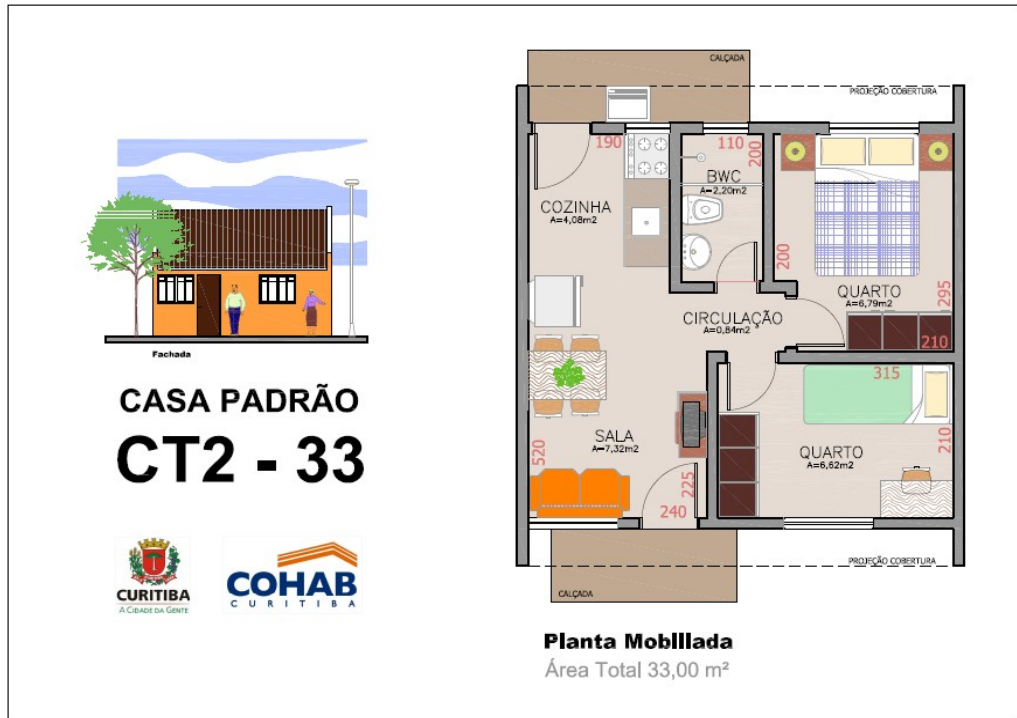 Fachada
CASA PADRÃO
CT2 - 33
CURITIBA
A CIDADE DA GENTE
COHAB
CURITIBA
CALÇADA
PROJEÇÃO COBERTURA
190
110
200
BWC
A=2,20m2
COZINHA
A=4,08m2
200
QUARTO
A=6,79m2
295
210
CIRCULAÇÃO
A=0,84m2
315
SALA
A=7,32m2
520
225
240
QUARTO
A=6,62m2
210
PROJEÇÃO COBERTURA
CALÇADA
Planta Mobiliada
Área Total 33,00 m²